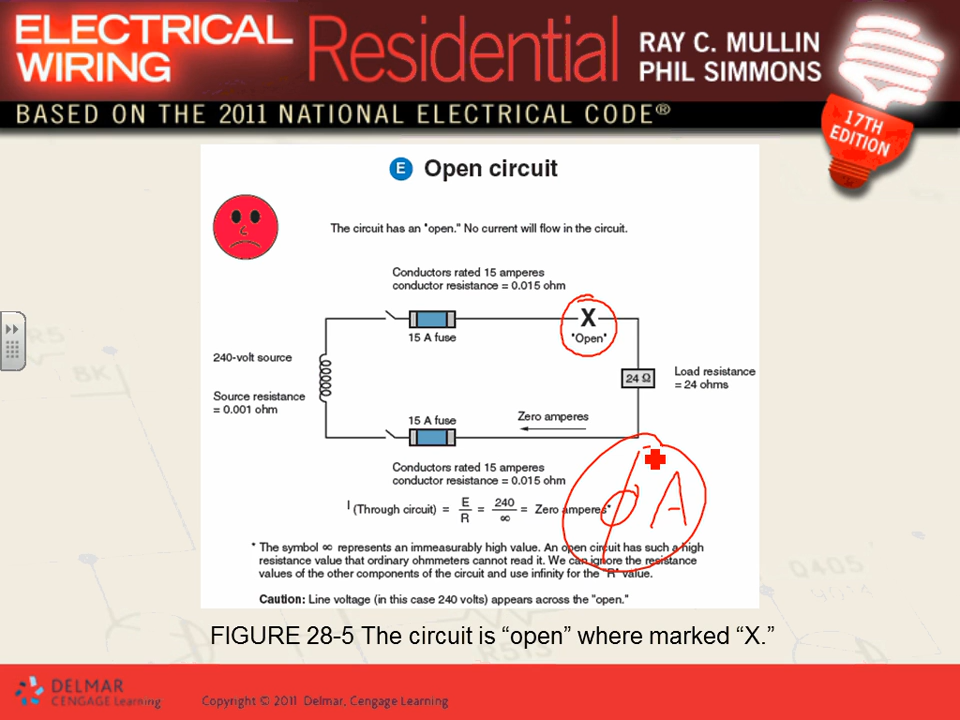 ELECTRICAL
WIRING
Residential
RAY C. MULLIN
PHIL SIMMONS
BASED ON THE 2011 NATIONAL ELECTRICAL CODE®
17TH
EDITION
E Open circuit
The circuit has an "open." No current will flow in the circuit.
Conductors rated 15 amperes
conductor resistance = 0.015 ohm
X
"Open"
15 A fuse
240-volt source
Source resistance
= 0.001 ohm
24 Ω
Load resistance
= 24 ohms
15 A fuse
Zero amperes
Conductors rated 15 amperes
conductor resistance = 0.015 ohm
I (Through circuit) = E/R = 240/∞ = Zero amperes*
0 A
* The symbol ∞ represents an immeasurably high value. An open circuit has such a high
resistance value that ordinary ohmmeters cannot read it. We can ignore the resistance
values of the other components of the circuit and use infinity for the "R" value.
Caution: Line voltage (in this case 240 volts) appears across the "open."
FIGURE 28-5 The circuit is “open” where marked “X.”
8K
R5
0405
R515
DELMAR
CENGAGE Learning
Copyright © 2011 Delmar, Cengage Learning